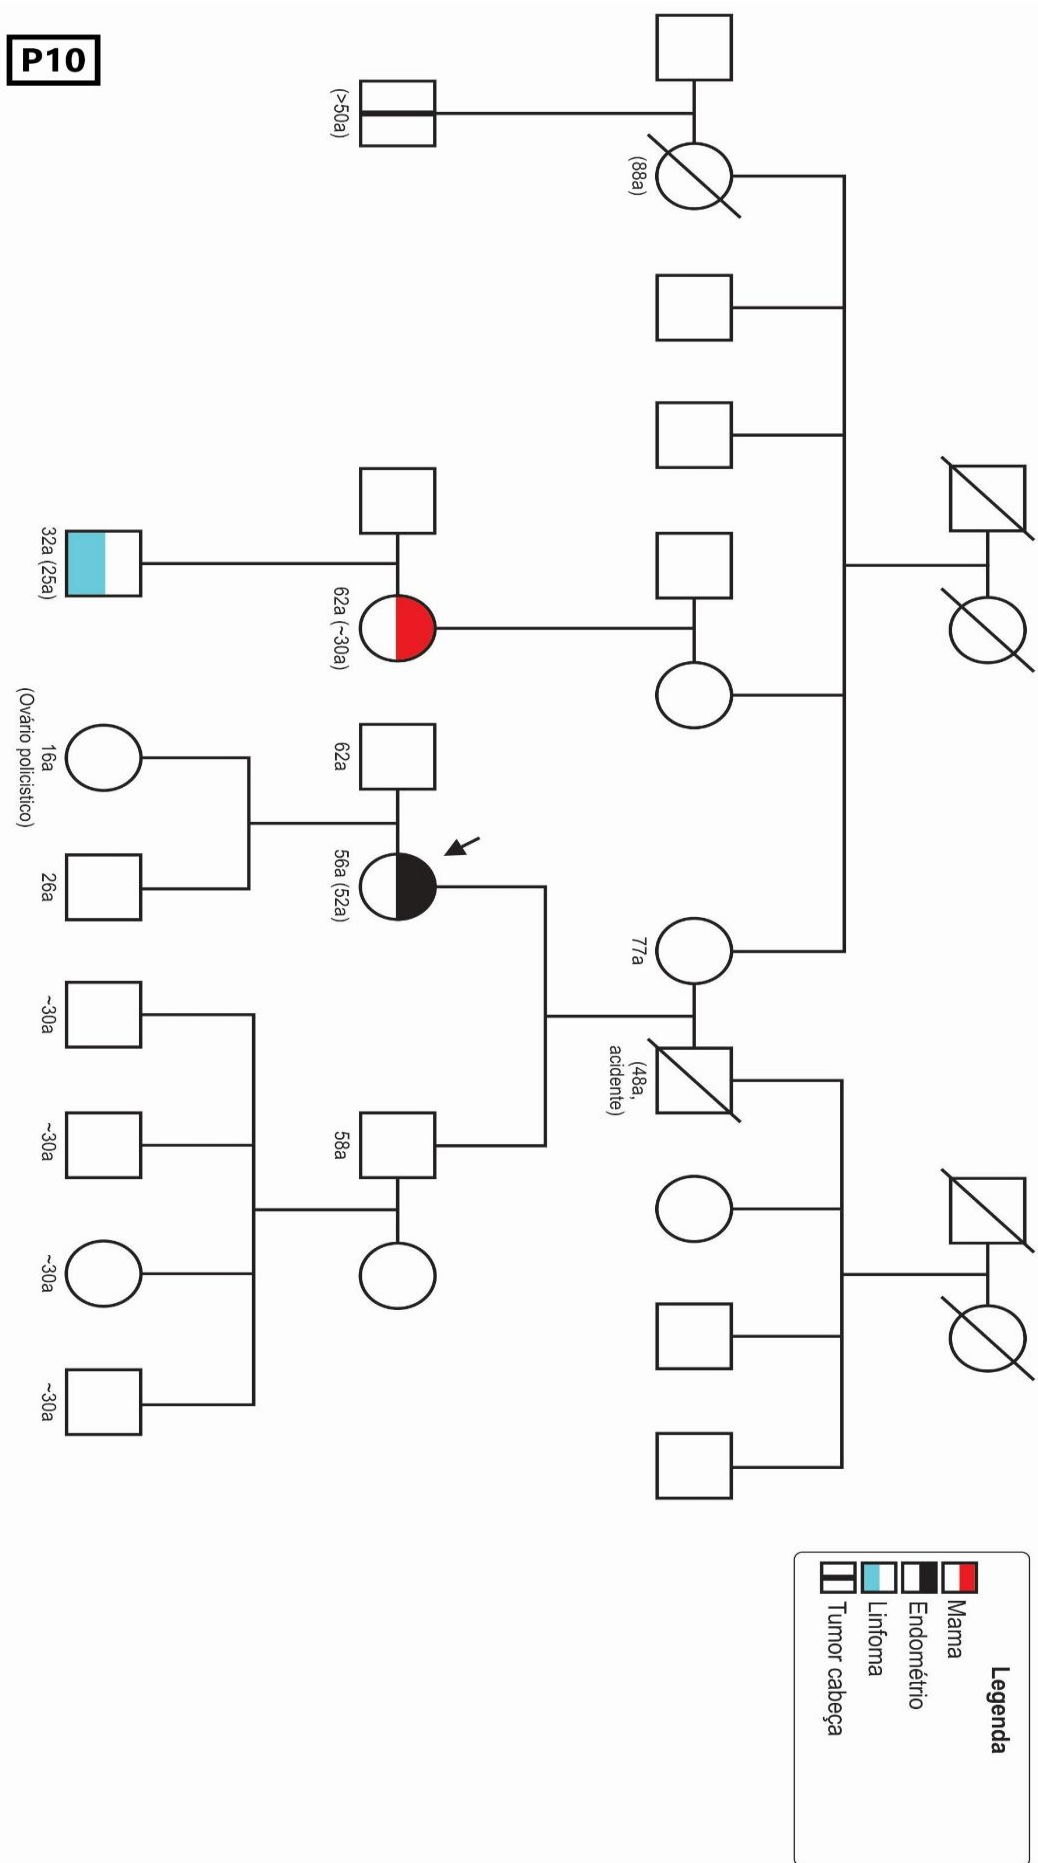 P10
(88a)
77a
(48a,
acidente)
(>50a)
62a (~30a)
62a
56a (52a)
58a
32a (25a)
16a
(Ovário policistico)
26a
~30a
~30a
~30a
~30a
Legenda
Mama
Endométrio
Linfoma
Tumor cabeça